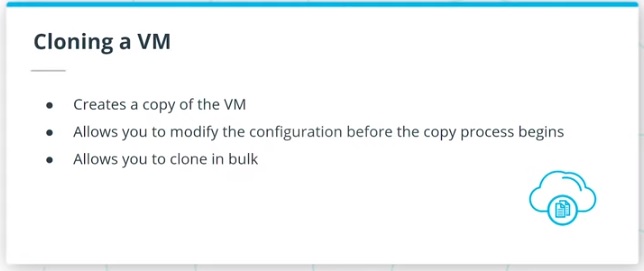 Cloning a VM
● Creates a copy of the VM
● Allows you to modify the configuration before the copy process begins
● Allows you to clone in bulk